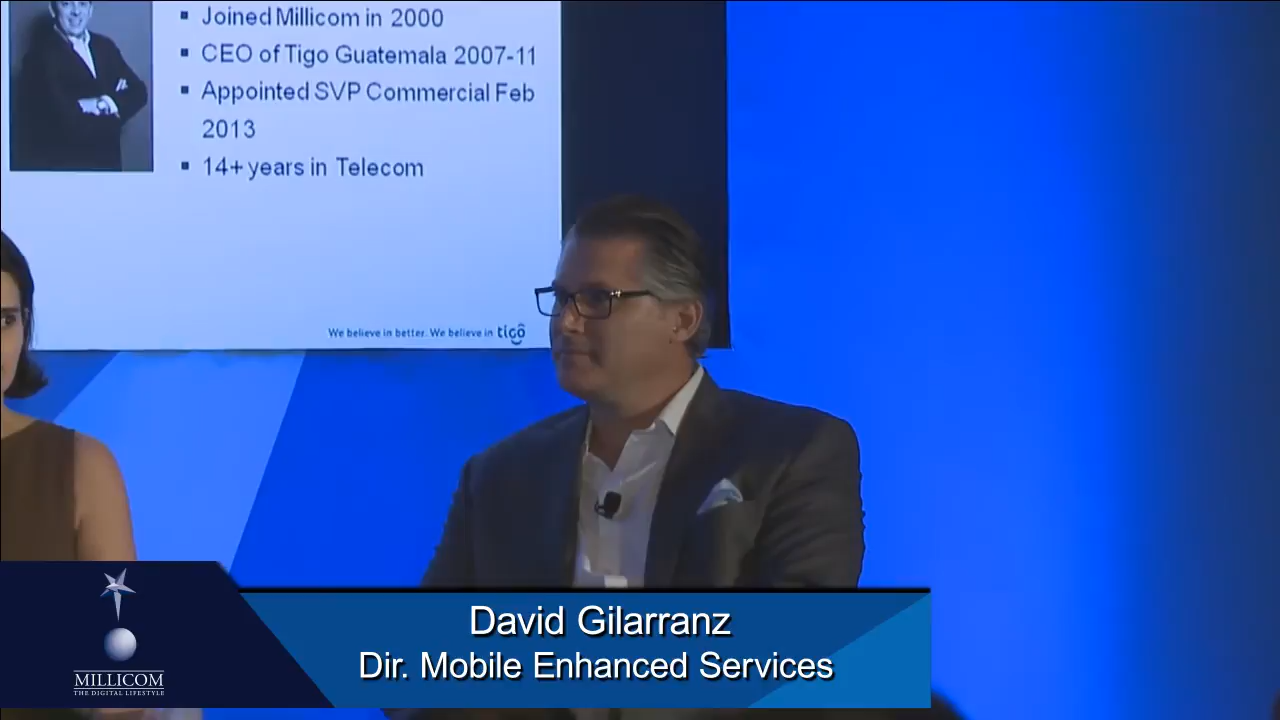 Joined Millicom in 2000
CEO of Tigo Guatemala 2007-11
Appointed SVP Commercial Feb
2013
14+ years in Telecom
We believe in better. We believe in tigo
David Gilarranz
Dir. Mobile Enhanced Services
MILLICOM
THE DIGITAL LIFESTYLE